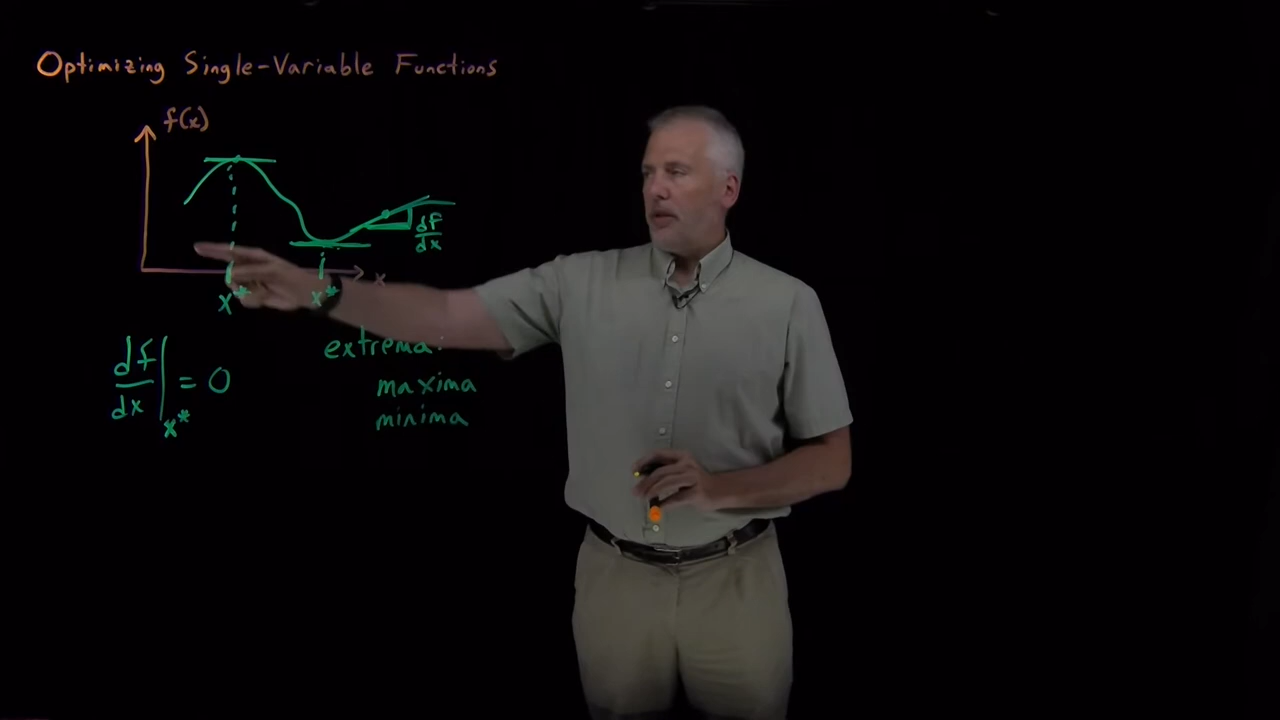 Optimizing Single-Variable Functions
f(x)
df
dx
x
x* x*
df
dx | x* = 0
extrema:
maxima
minima